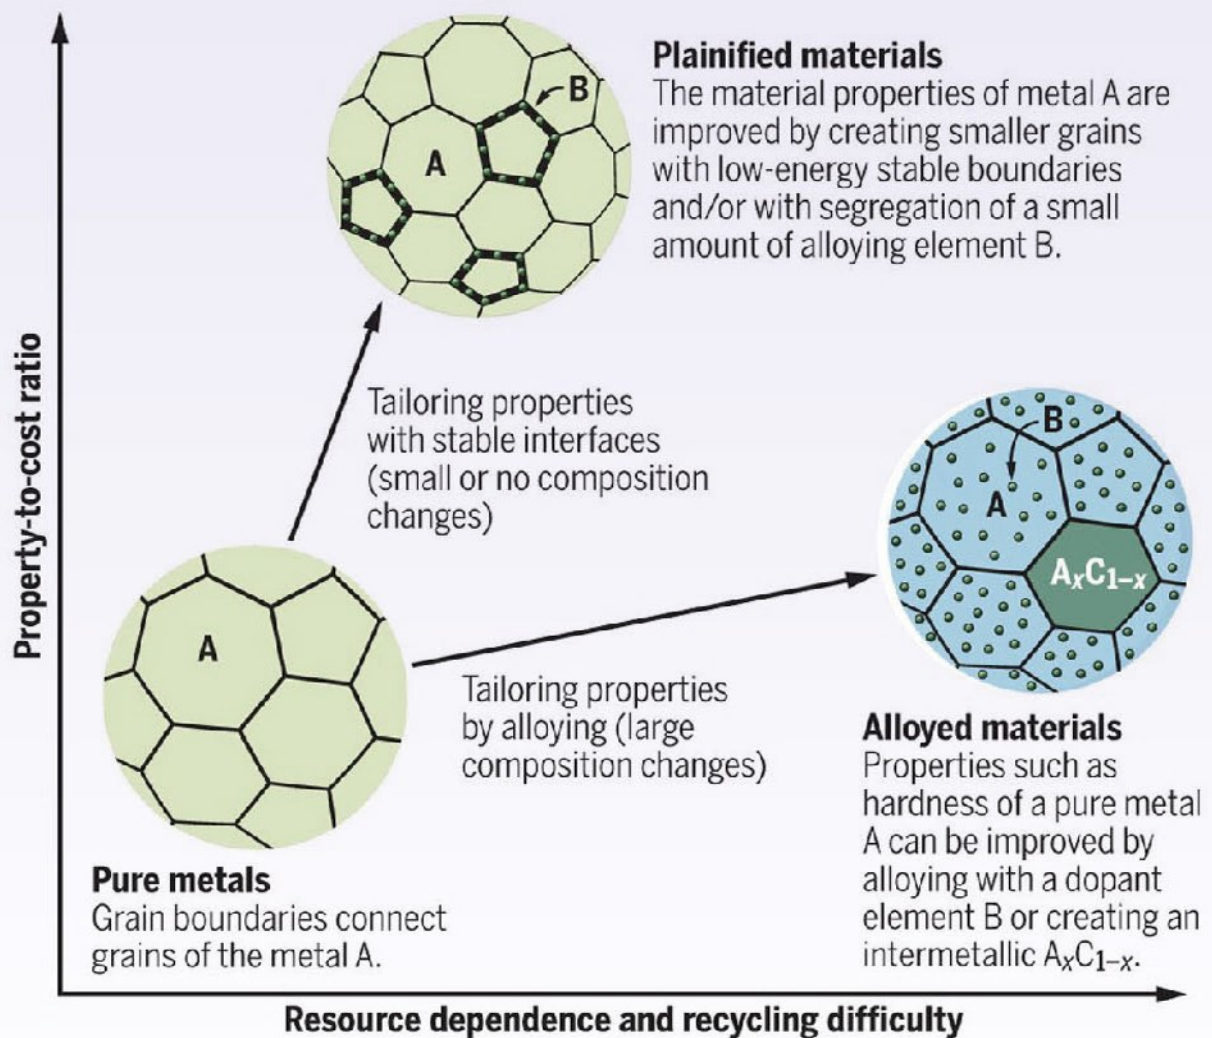 Property-to-cost ratio
B
A
Plainified materials
The material properties of metal A are
improved by creating smaller grains
with low-energy stable boundaries
and/or with segregation of a small
amount of alloying element B.
Tailoring properties
with stable interfaces
(small or no composition
changes)
B
A
AxC1–x
A
Tailoring properties
by alloying (large
composition changes)
Alloyed materials
Properties such as
hardness of a pure metal
A can be improved by
alloying with a dopant
element B or creating an
intermetallic AxC1–x.
Pure metals
Grain boundaries connect
grains of the metal A.
Resource dependence and recycling difficulty